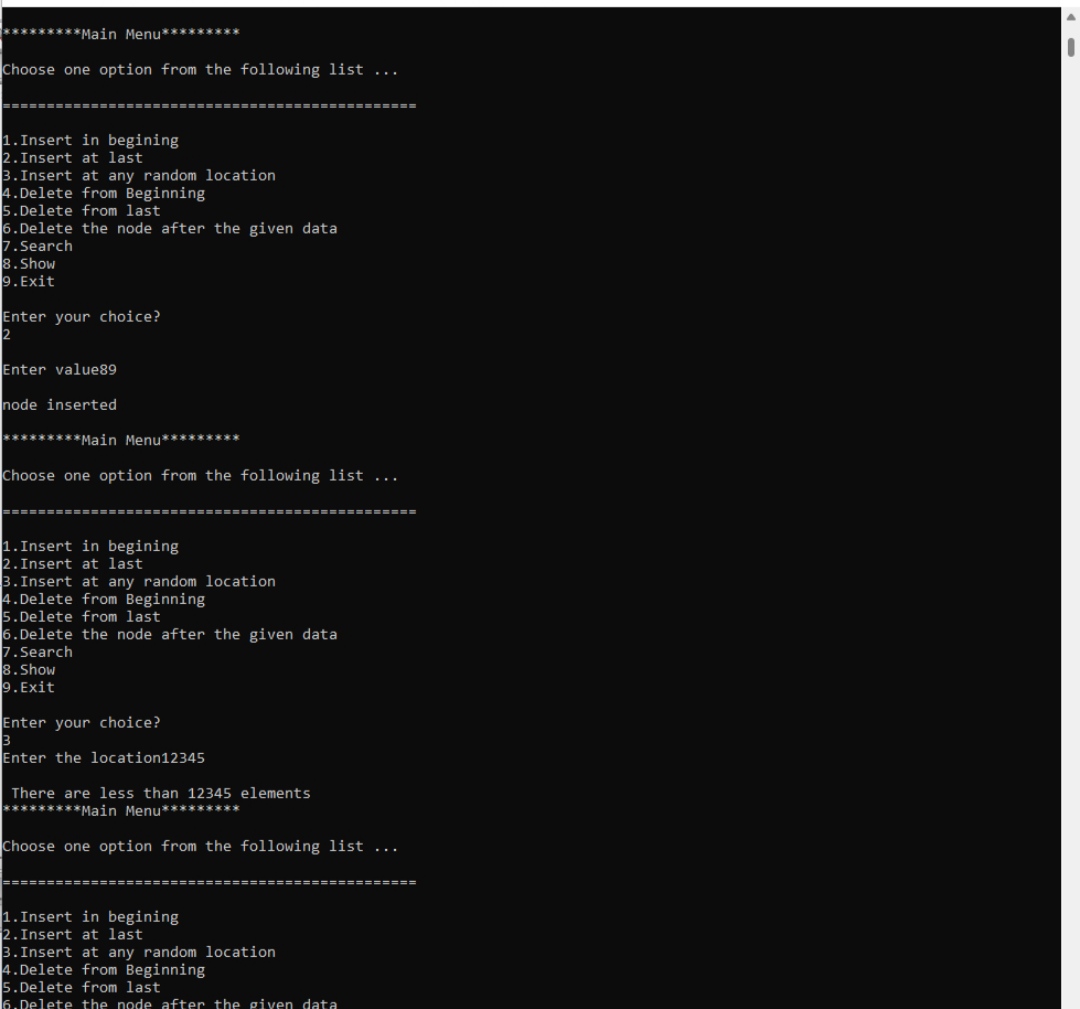 *********Main Menu*********
Choose one option from the following list ...
===============================================
1.Insert in begining
2.Insert at last
3.Insert at any random location
4.Delete from Beginning
5.Delete from last
6.Delete the node after the given data
7.Search
8.Show
9.Exit
Enter your choice?
2
Enter value89
node inserted
*********Main Menu*********
Choose one option from the following list ...
===============================================
1.Insert in begining
2.Insert at last
3.Insert at any random location
4.Delete from Beginning
5.Delete from last
6.Delete the node after the given data
7.Search
8.Show
9.Exit
Enter your choice?
3
Enter the location12345
There are less than 12345 elements
*********Main Menu*********
Choose one option from the following list ...
===============================================
1.Insert in begining
2.Insert at last
3.Insert at any random location
4.Delete from Beginning
5.Delete from last
6.Delete the node after the given data